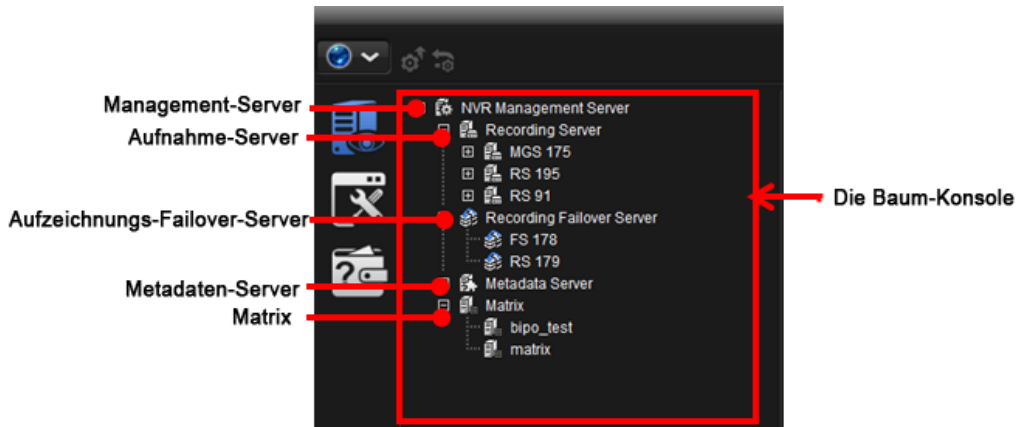 Management-Server
NVR Management Server
Aufnahme-Server
Recording Server
MGS 175
RS 195
RS 91
Die Baum-Konsole
Aufzeichnungs-Failover-Server
Recording Failover Server
FS 178
RS 179
Metadaten-Server
Metadata Server
Matrix
Matrix
bipo_test
matrix